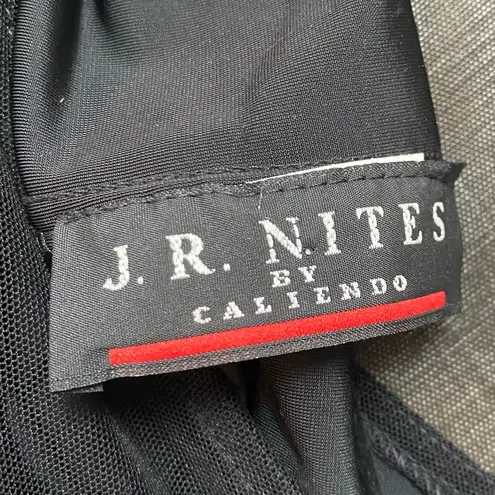 J. R. NITES
BY
CALIENDO